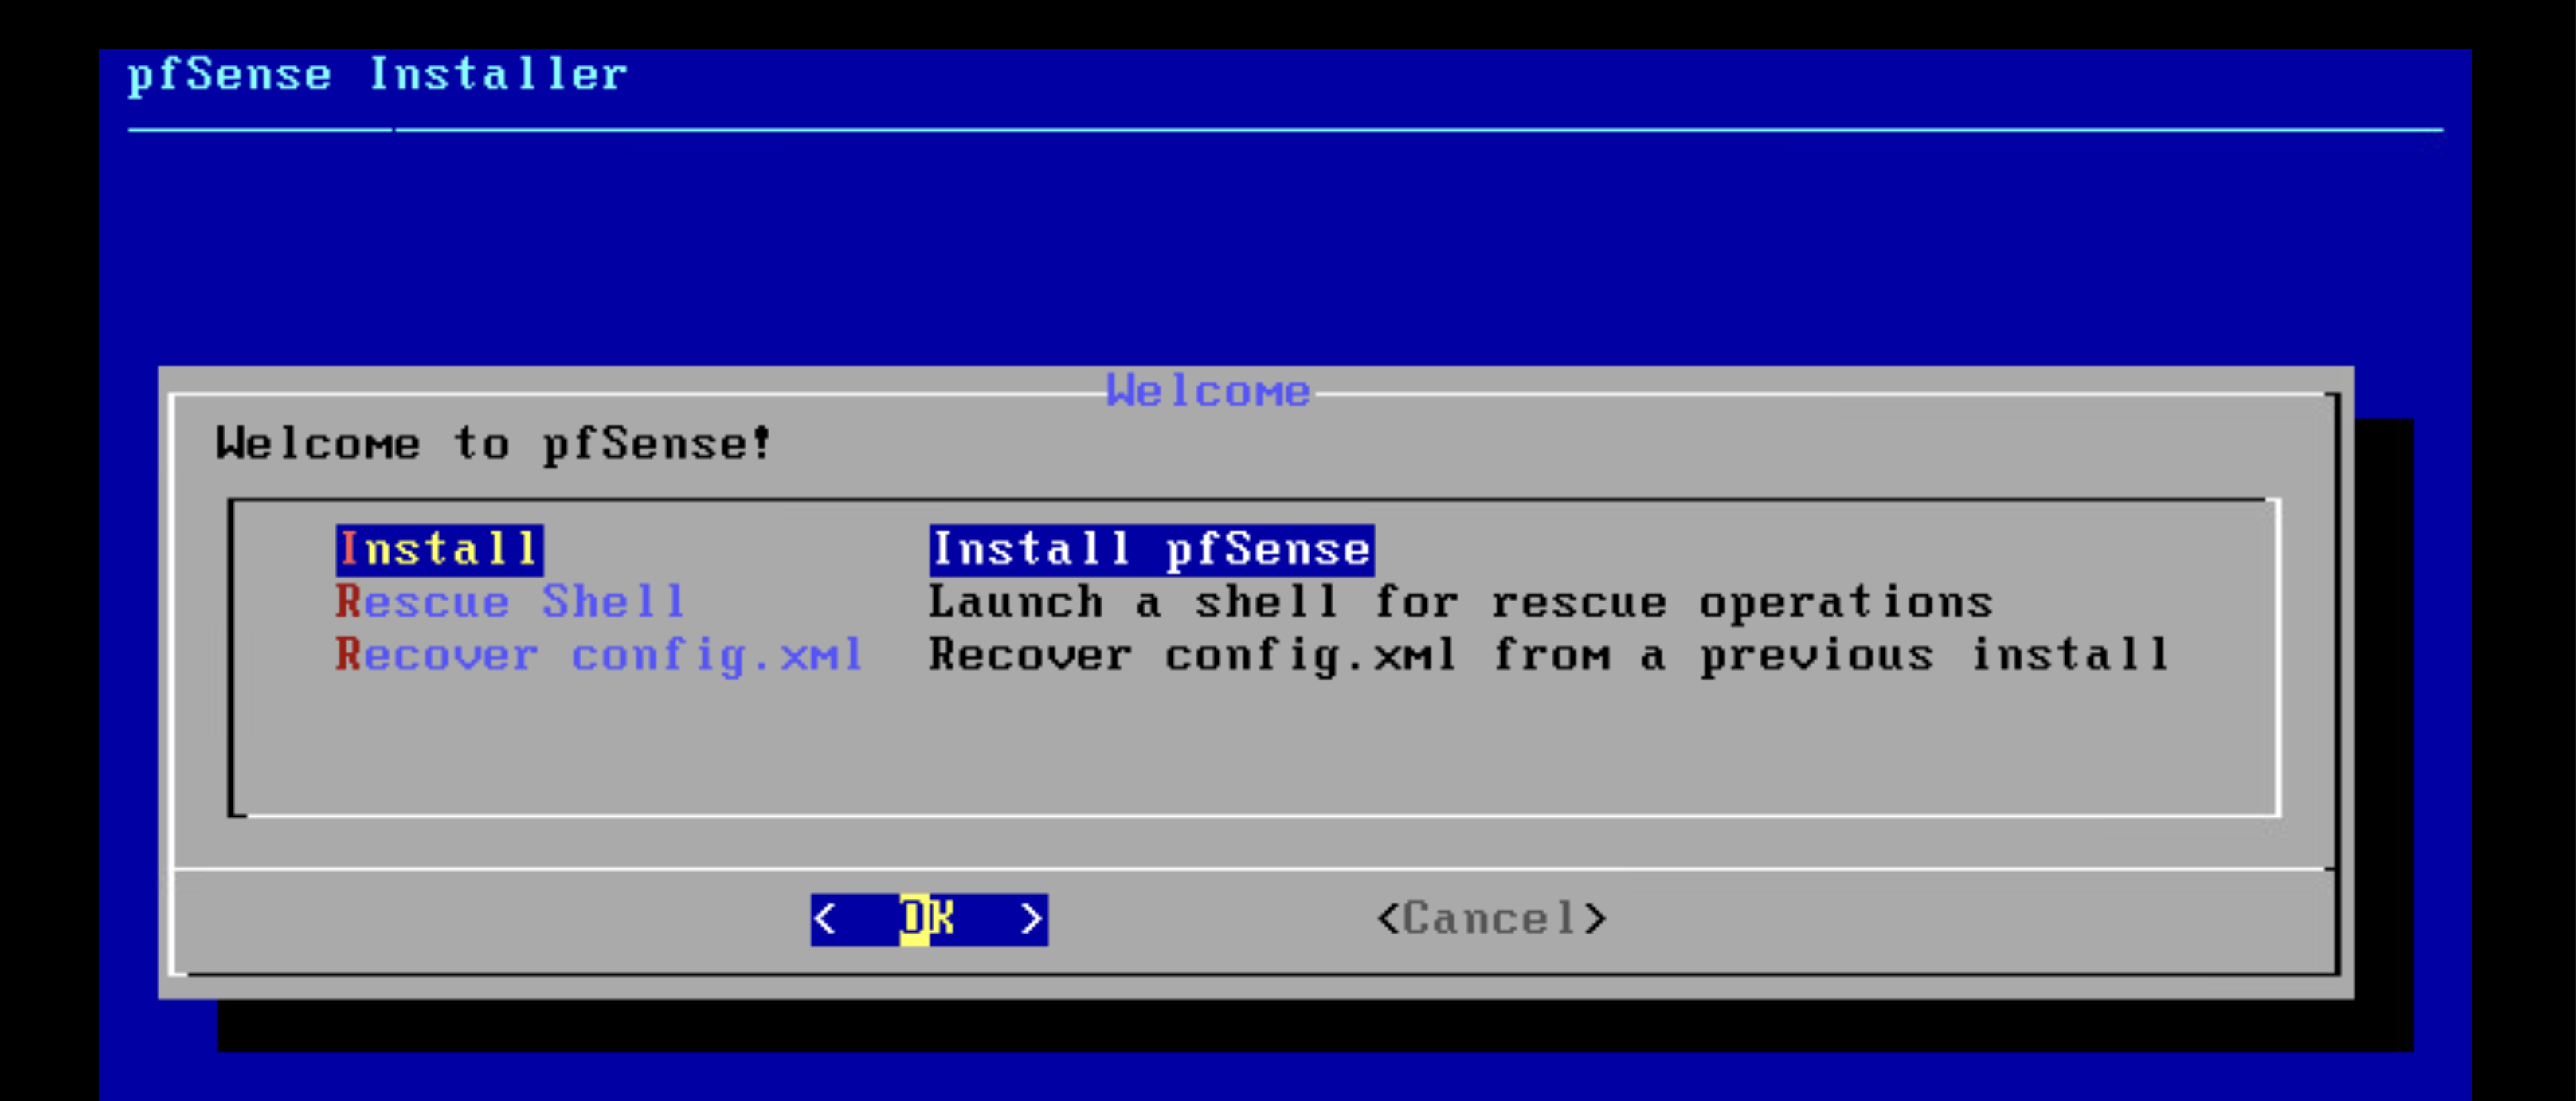 pfSense Installer
Welcome
Welcome to pfSense!
Install Install pfSense
Rescue Shell Launch a shell for rescue operations
Recover config.xml Recover config.xml from a previous install
< OK > <Cancel>